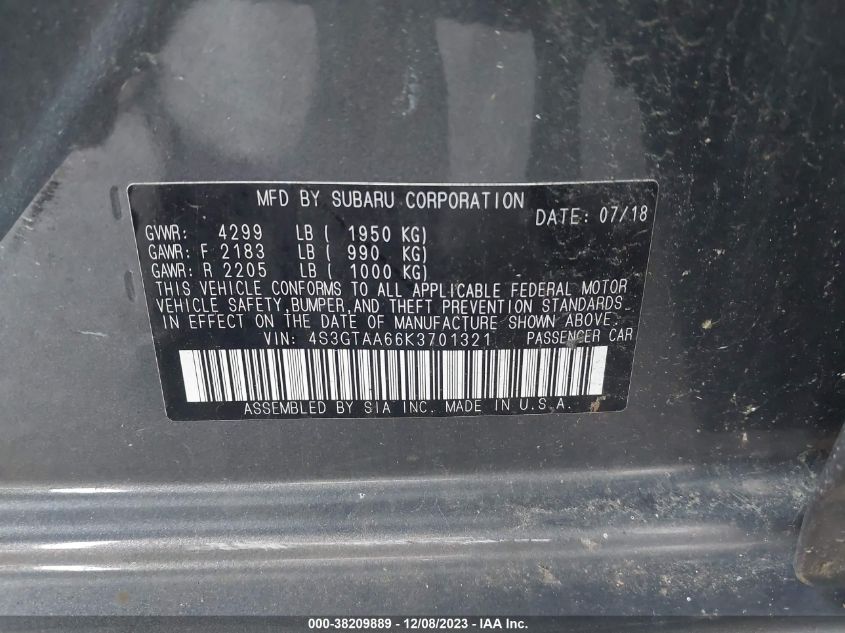 MFD BY SUBARU CORPORATION DATE: 07/18
GVWR: 4299 LB ( 1950 KG)
GAWR: F 2183 LB ( 990 KG)
GAWR: R 2205 LB ( 1000 KG)
THIS VEHICLE CONFORMS TO ALL APPLICABLE FEDERAL MOTOR
VEHICLE SAFETY,BUMPER,AND THEFT PREVENTION STANDARDS
IN EFFECT ON THE DATE OF MANUFACTURE SHOWN ABOVE.
VIN: 4S3GTAA66K3701321 PASSENGER CAR
ASSEMBLED BY SIA INC. MADE IN U.S.A.
000-38209889 - 12/08/2023 - IAA Inc.